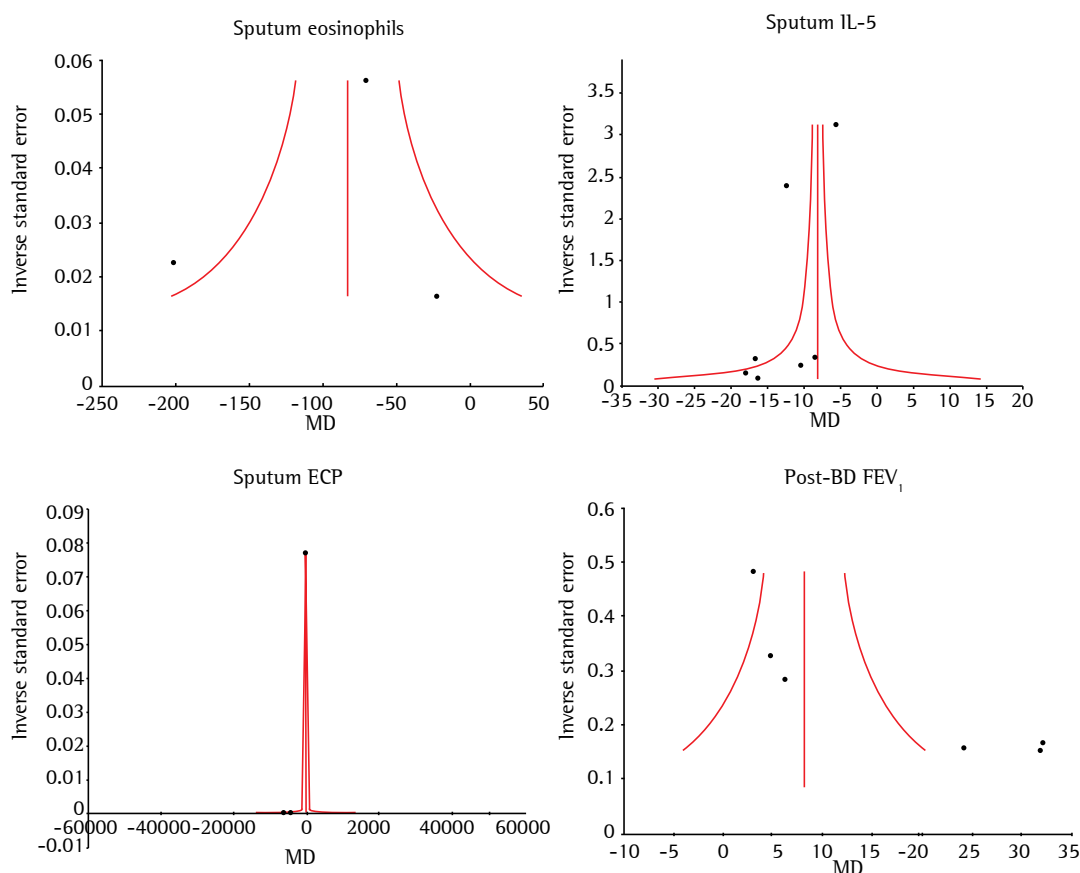 Sputum eosinophils
Inverse standard error
0.06
0.05
0.04
0.03
0.02
0.01
0
-250 -200 -150 -100 -50 0 50
MD
Sputum IL-5
Inverse standard error
3.5
3
2.5
2
1.5
1
0.5
0
-35 -30 -25 -20 -15 -10 -5 0 5 10 15 20
MD
Sputum ECP
Inverse standard error
0.09
0.08
0.07
0.06
0.05
0.04
0.03
0.02
0.01
0
-0.01
-60000 -40000 -20000 0 2000 40000 60000
MD
Post-BD FEV₁
Inverse standard error
0.6
0.5
0.4
0.3
0.2
0.1
0
-10 -5 0 5 10 15 -20 25 30 35
MD